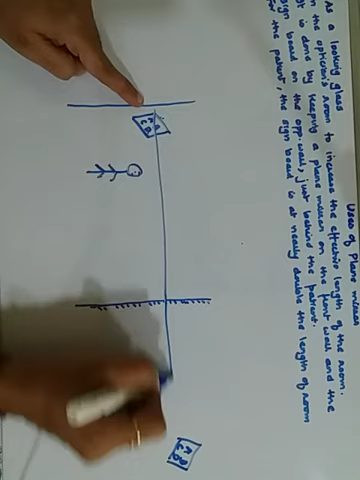 Uses of Plane mirror
As a looking glass
In the optician's room to increase the effective length of the room.
It is done by keeping a plane mirror on the front wall and the
sign board on the opp. wall, just behind the patient.
For the patient, the sign board is at nearly double the length of room